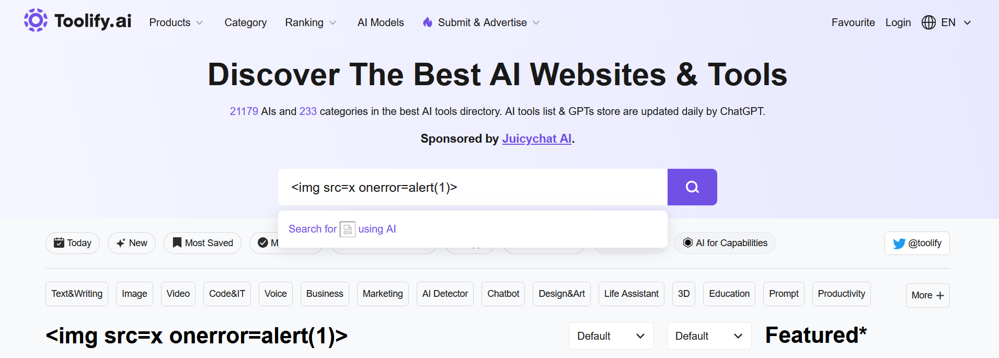 Toolify.ai Products Category Ranking AI Models Submit & Advertise Favourite Login EN
Discover The Best AI Websites & Tools
21179 AIs and 233 categories in the best AI tools directory. AI tools list & GPTs store are updated daily by ChatGPT.
Sponsored by Juicychat AI.
<img src=x onerror=alert(1)>
Search for using AI
Today New Most Saved AI for Capabilities @toolify
Text&Writing Image Video Code&IT Voice Business Marketing AI Detector Chatbot Design&Art Life Assistant 3D Education Prompt Productivity More
<img src=x onerror=alert(1)> Default Default Featured*